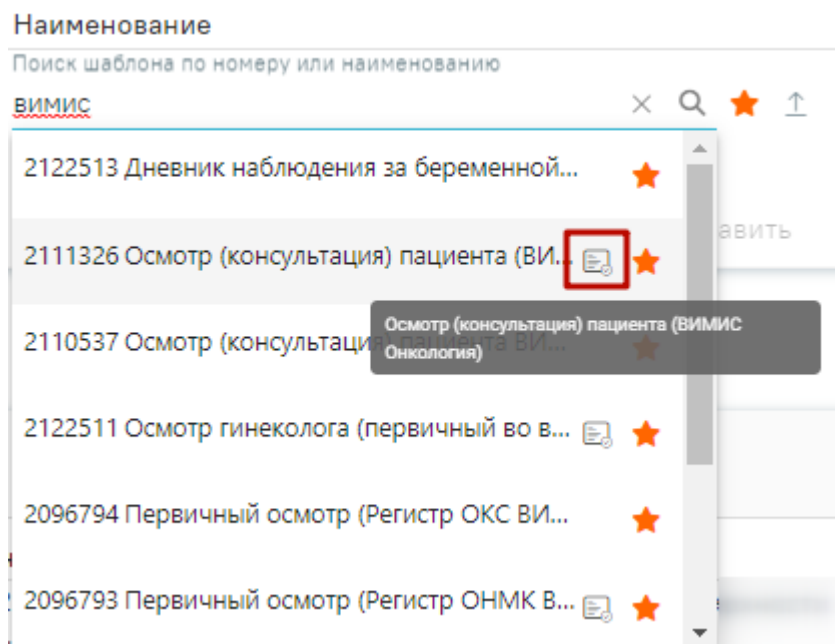 Наименование
Поиск шаблона по номеру или наименованию
вимис
2122513 Дневник наблюдения за беременной...
авить
2111326 Осмотр (консультация) пациента (ВИ...
Осмотр (консультация) пациента (ВИМИС
Онкология)
2110537 Осмотр (консультация) пациента ВИ...
2122511 Осмотр гинеколога (первичный во в...
2096794 Первичный осмотр (Регистр ОКС ВИ...
2096793 Первичный осмотр (Регистр ОНМК В...